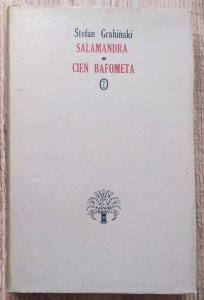 Stefan Grabiński
SALAMANDRA
*
CIEŃ BAFOMETA